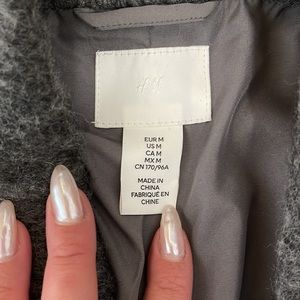 H&M
EUR M
US M
CA M
MX M
CN 170/96A
MADE IN
CHINA
FABRIQUÉ EN
CHINE